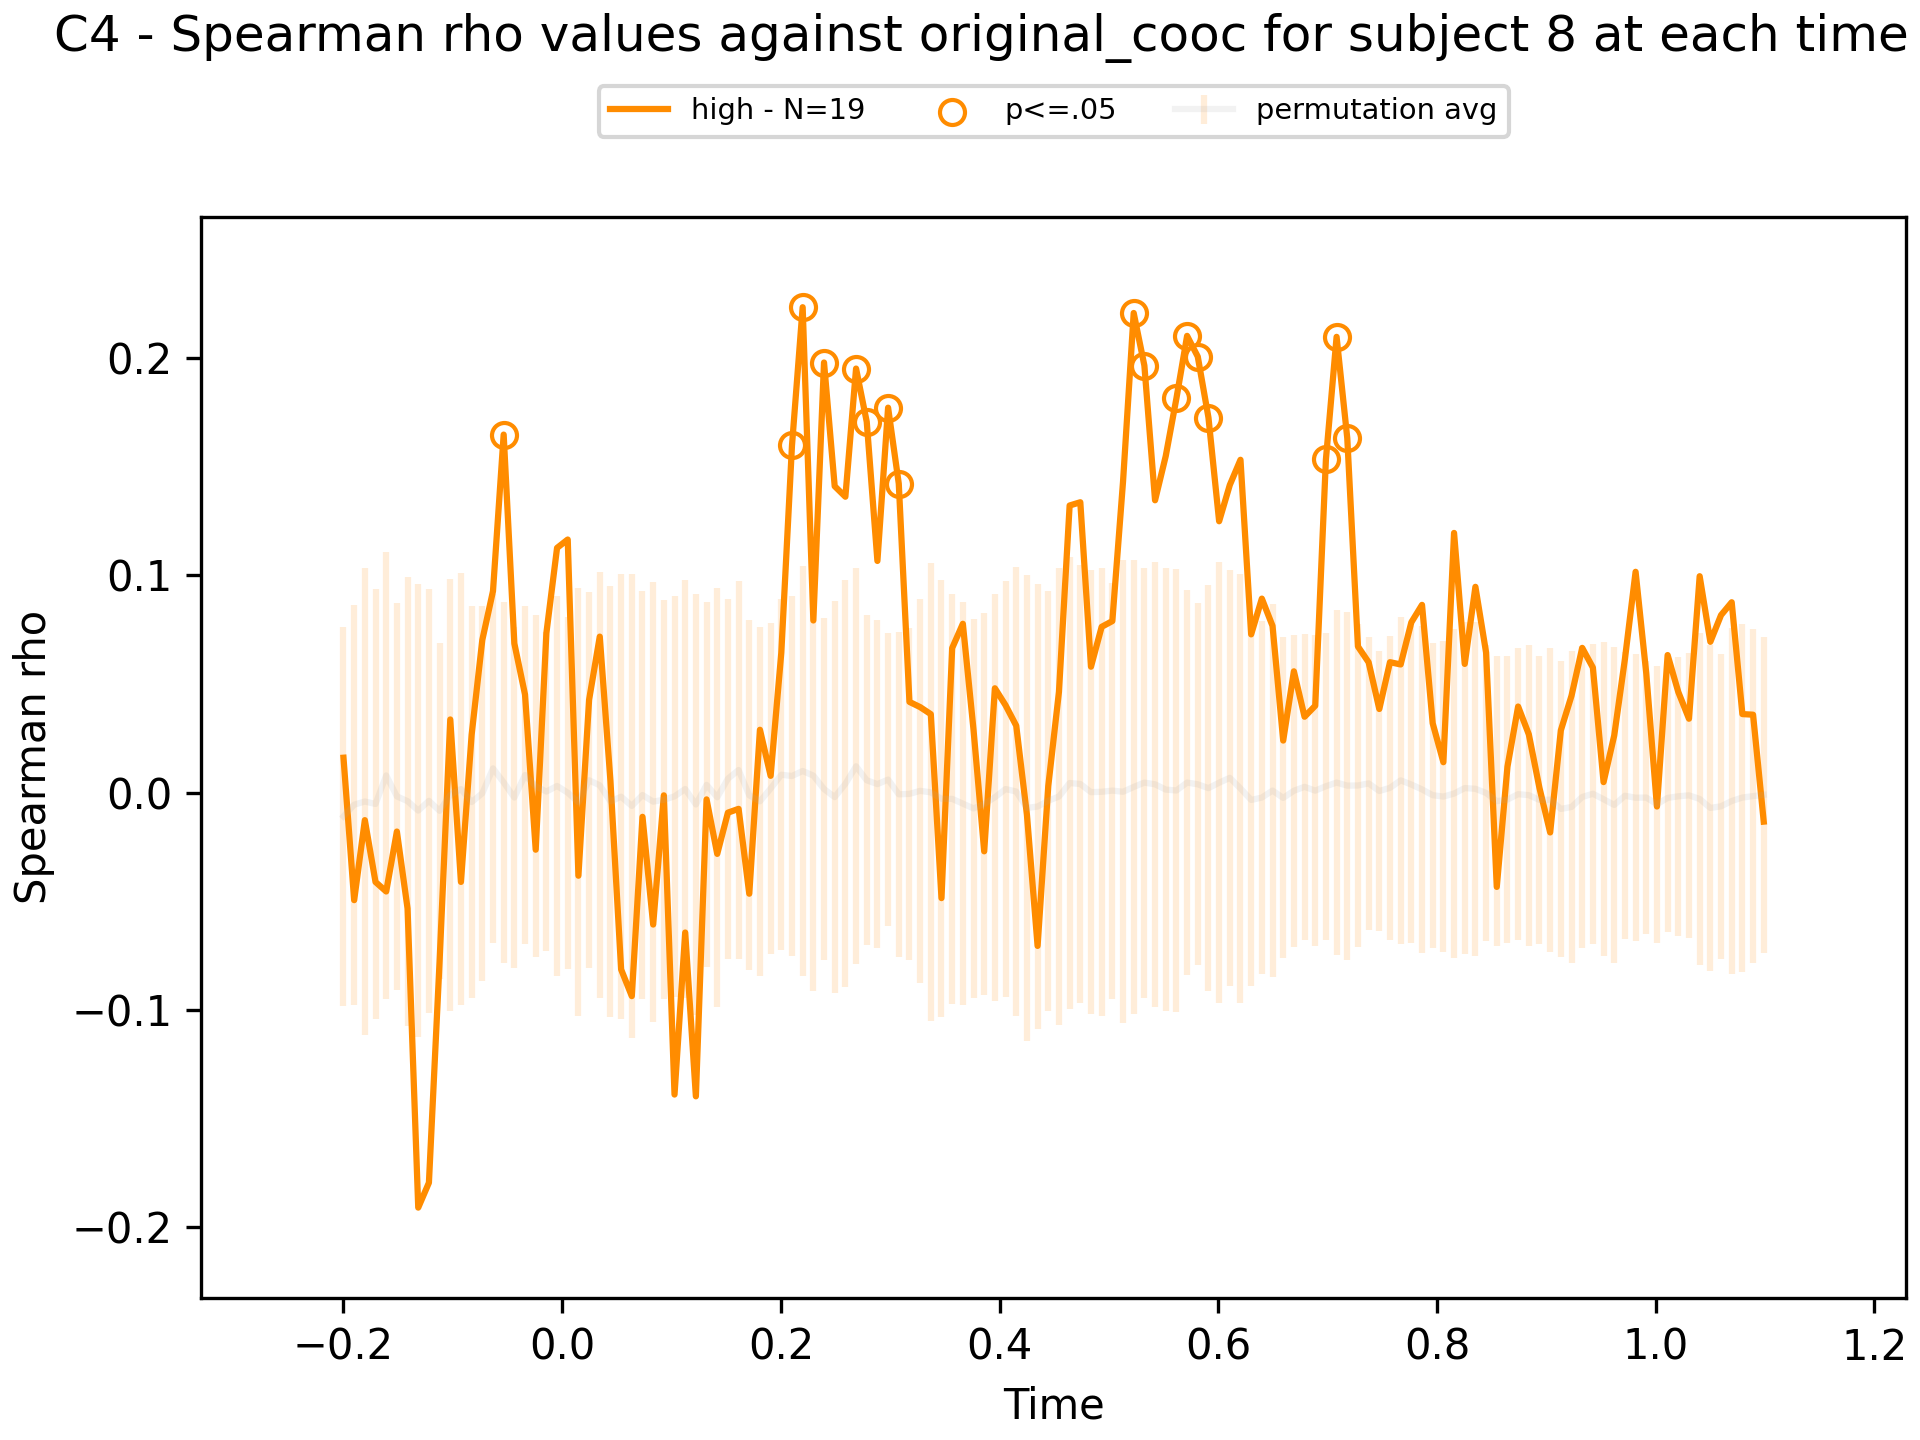 C4 - Spearman rho values against original_cooc for subject 8 at each time
high - N=19 p<=.05 permutation avg
Spearman rho
0.2
0.1
0.0
−0.1
−0.2
−0.2 0.0 0.2 0.4 0.6 0.8 1.0 1.2
Time